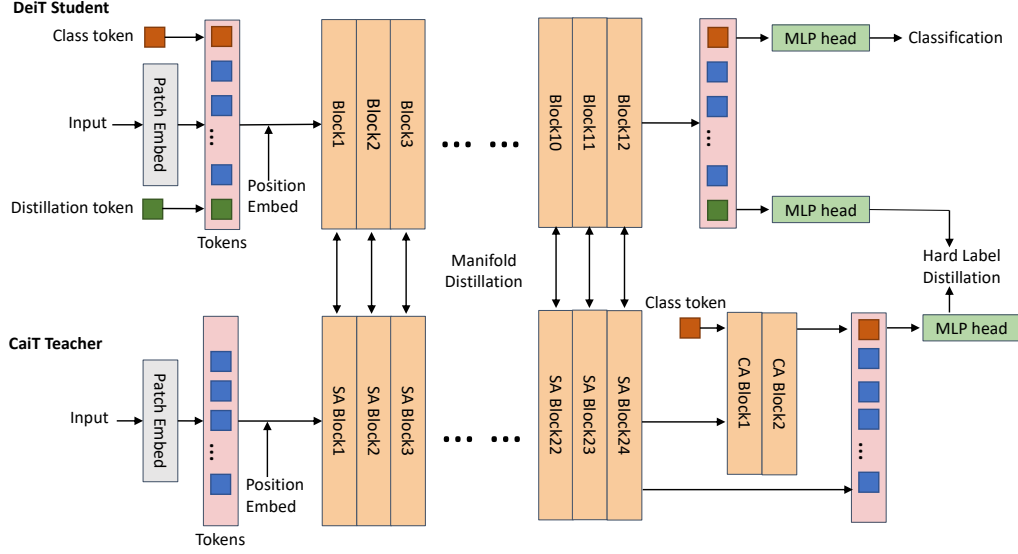 DeiT Student
Class token
MLP head
Classification
Patch Embed
Input
...
Block1
Block2
Block3
... ...
Block10
Block11
Block12
...
Position
Embed
Distillation token
Tokens
MLP head
Manifold
Distillation
Hard Label
Distillation
Class token
CaiT Teacher
MLP head
Patch Embed
Input
...
SA Block1
SA Block2
SA Block3
... ...
SA Block22
SA Block23
SA Block24
CA Block1
CA Block2
...
Position
Embed
Tokens